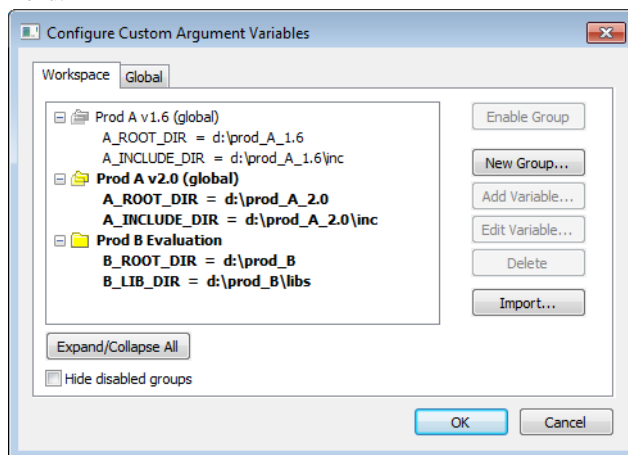 Configure Custom Argument Variables
Workspace
Global
Prod A v1.6 (global)
A_ROOT_DIR = d:\prod_A_1.6
A_INCLUDE_DIR = d:\prod_A_1.6\inc
Prod A v2.0 (global)
A_ROOT_DIR = d:\prod_A_2.0
A_INCLUDE_DIR = d:\prod_A_2.0\inc
Prod B Evaluation
B_ROOT_DIR = d:\prod_B
B_LIB_DIR = d:\prod_B\libs
Enable Group
New Group...
Add Variable...
Edit Variable...
Delete
Import...
Expand/Collapse All
Hide disabled groups
OK
Cancel